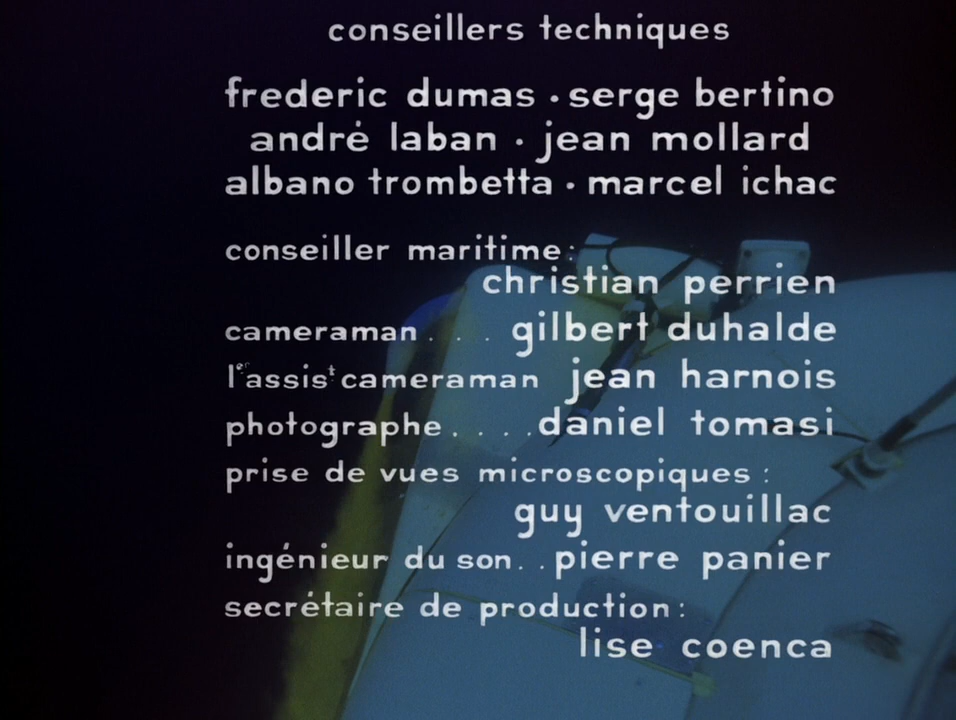 conseillers techniques
frederic dumas • serge bertino
andré laban • jean mollard
albano trombetta • marcel ichac
conseiller maritime:
christian perrien
cameraman . . . gilbert duhalde
1er assist cameraman jean harnois
photographe . . . . daniel tomasi
prise de vues microscopiques :
guy ventouillac
ingénieur du son . . pierre panier
secrétaire de production :
lise coenca